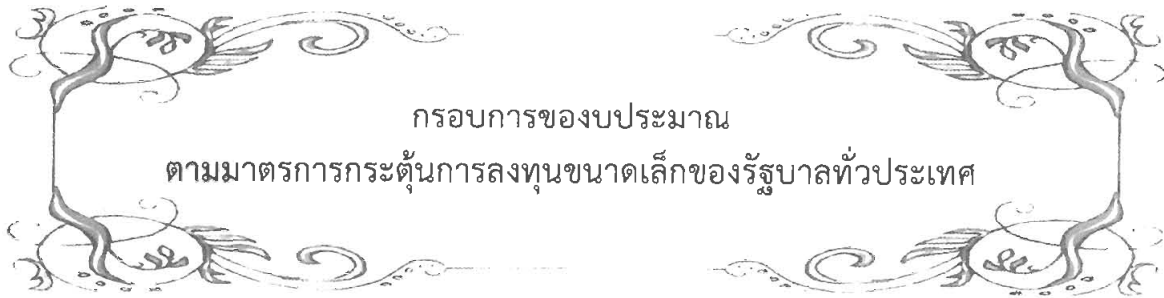 กรอบการของบประมาณ
ตามมาตรการกระตุ้นการลงทุนขนาดเล็กของรัฐบาลทั่วประเทศ